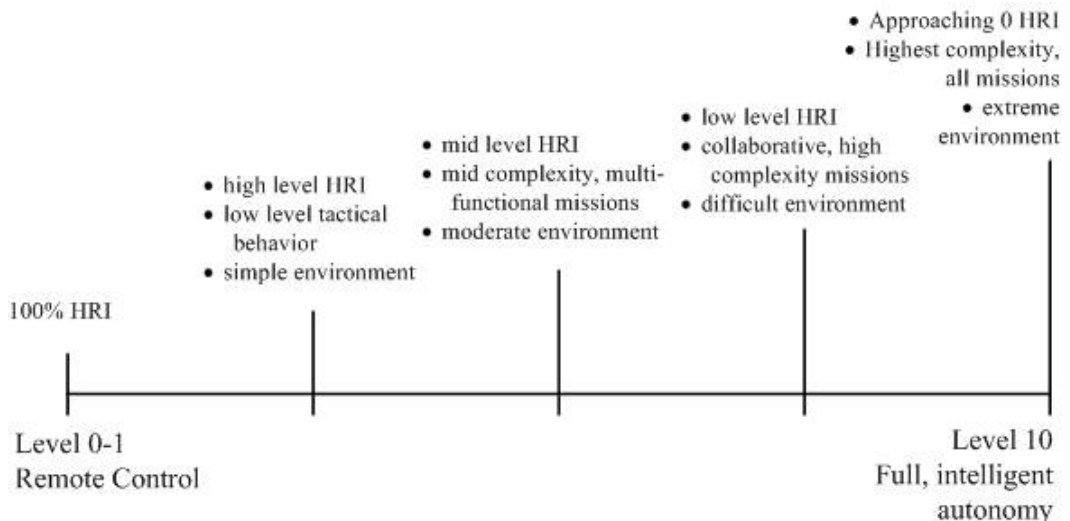 100% HRI
• high level HRI
• low level tactical
behavior
• simple environment
• mid level HRI
• mid complexity, multi-
functional missions
• moderate environment
• low level HRI
• collaborative, high
complexity missions
• difficult environment
• Approaching 0 HRI
• Highest complexity,
all missions
• extreme
environment
Level 0-1
Remote Control
Level 10
Full, intelligent
autonomy